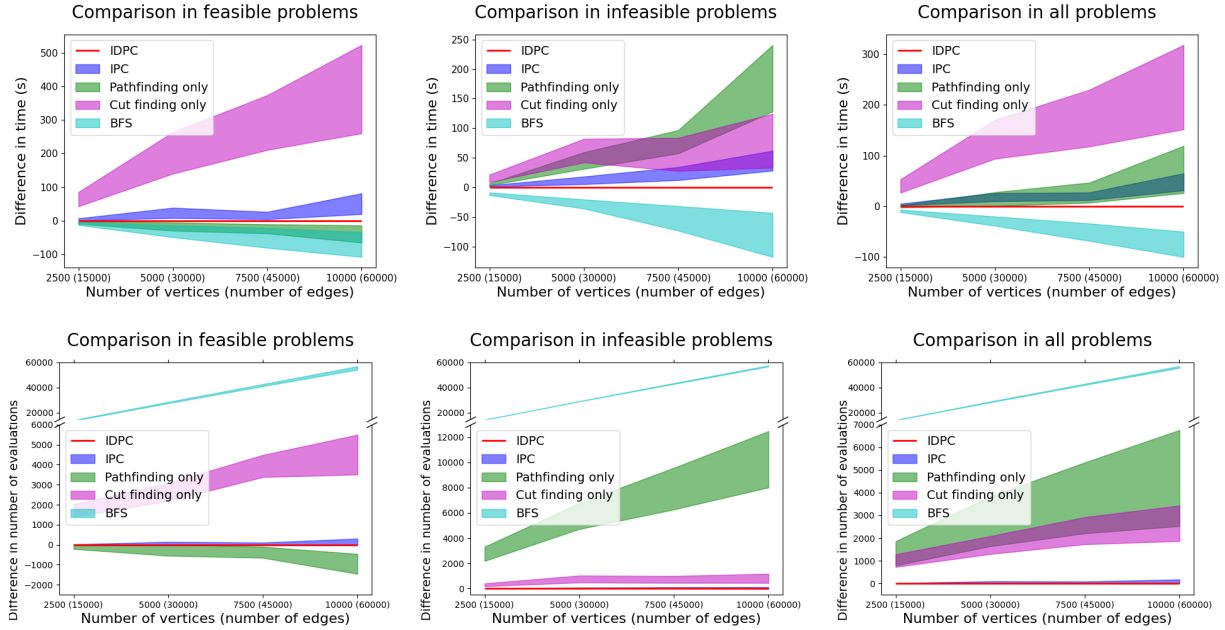 Comparison in feasible problems
Difference in time (s)
500
400
300
200
100
0
−100
IDPC
IPC
Pathfinding only
Cut finding only
BFS
2500 (15000) 5000 (30000) 7500 (45000) 10000 (60000)
Number of vertices (number of edges)
Comparison in infeasible problems
Difference in time (s)
250
200
150
100
50
0
−50
−100
IDPC
IPC
Pathfinding only
Cut finding only
BFS
2500 (15000) 5000 (30000) 7500 (45000) 10000 (60000)
Number of vertices (number of edges)
Comparison in all problems
Difference in time (s)
300
200
100
0
−100
IDPC
IPC
Pathfinding only
Cut finding only
BFS
2500 (15000) 5000 (30000) 7500 (45000) 10000 (60000)
Number of vertices (number of edges)
Comparison in feasible problems
Difference in number of evaluations
60000
40000
20000
6000
5000
4000
3000
2000
1000
0
−1000
−2000
IDPC
IPC
Pathfinding only
Cut finding only
BFS
2500 (15000) 5000 (30000) 7500 (45000) 10000 (60000)
Number of vertices (number of edges)
Comparison in infeasible problems
Difference in number of evaluations
60000
40000
20000
12000
10000
8000
6000
4000
2000
0
IDPC
IPC
Pathfinding only
Cut finding only
BFS
2500 (15000) 5000 (30000) 7500 (45000) 10000 (60000)
Number of vertices (number of edges)
Comparison in all problems
Difference in number of evaluations
60000
40000
20000
7000
6000
5000
4000
3000
2000
1000
0
IDPC
IPC
Pathfinding only
Cut finding only
BFS
2500 (15000) 5000 (30000) 7500 (45000) 10000 (60000)
Number of vertices (number of edges)